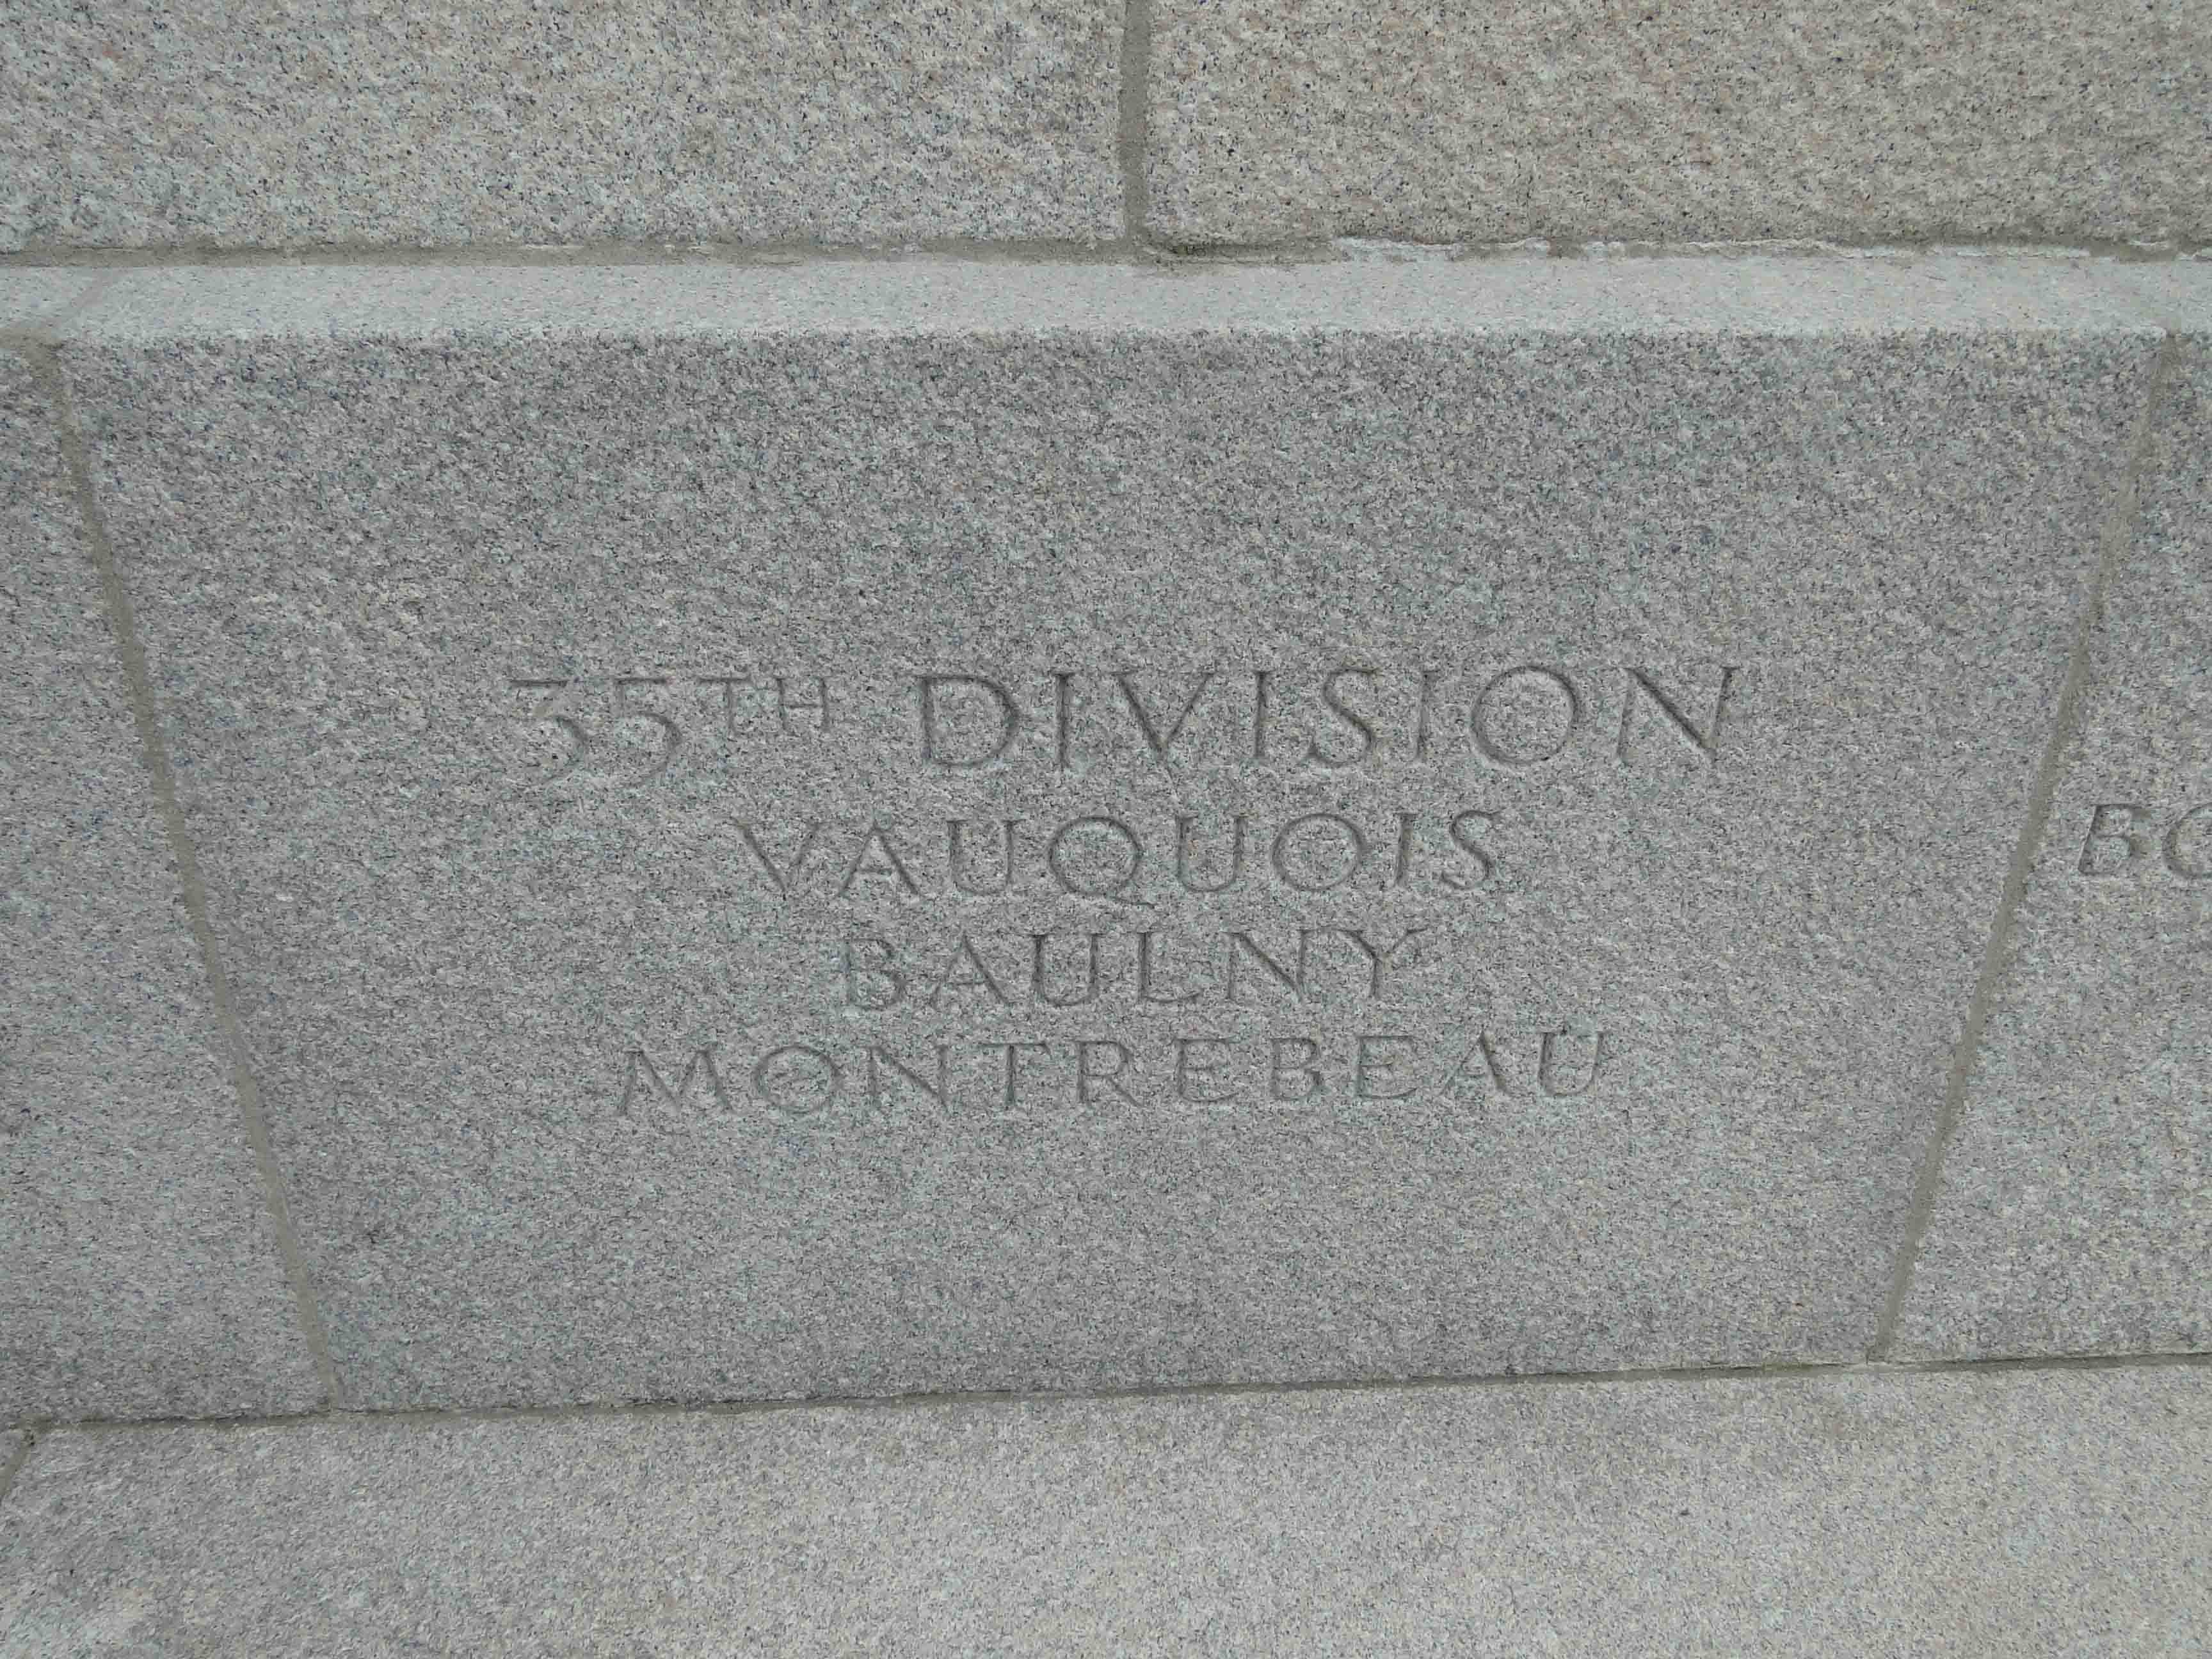 35TH DIVISION
VAUQUOIS
BAULNY
MONTREBEAU